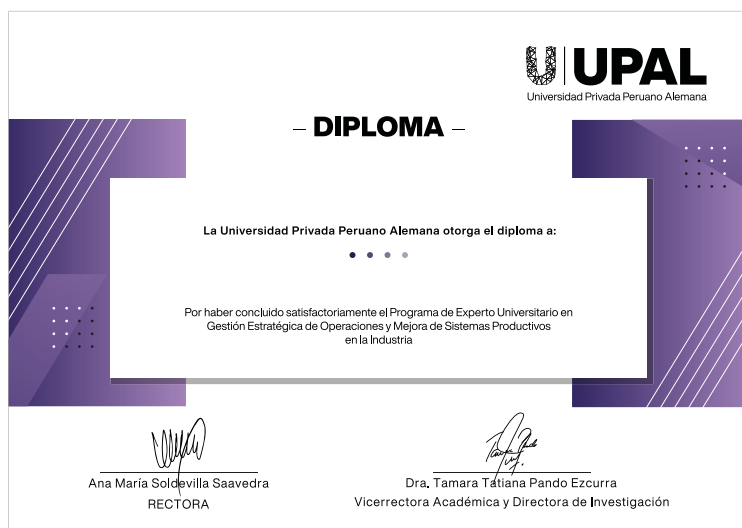 UPAL
Universidad Privada Peruano Alemana
– DIPLOMA –
La Universidad Privada Peruano Alemana otorga el diploma a:
Por haber concluido satisfactoriamente el Programa de Experto Universitario en
Gestión Estratégica de Operaciones y Mejora de Sistemas Productivos
en la Industria
Ana María Soldevilla Saavedra
RECTORA
Dra. Tamara Tatiana Pando Ezcurra
Vicerrectora Académica y Directora de Investigación